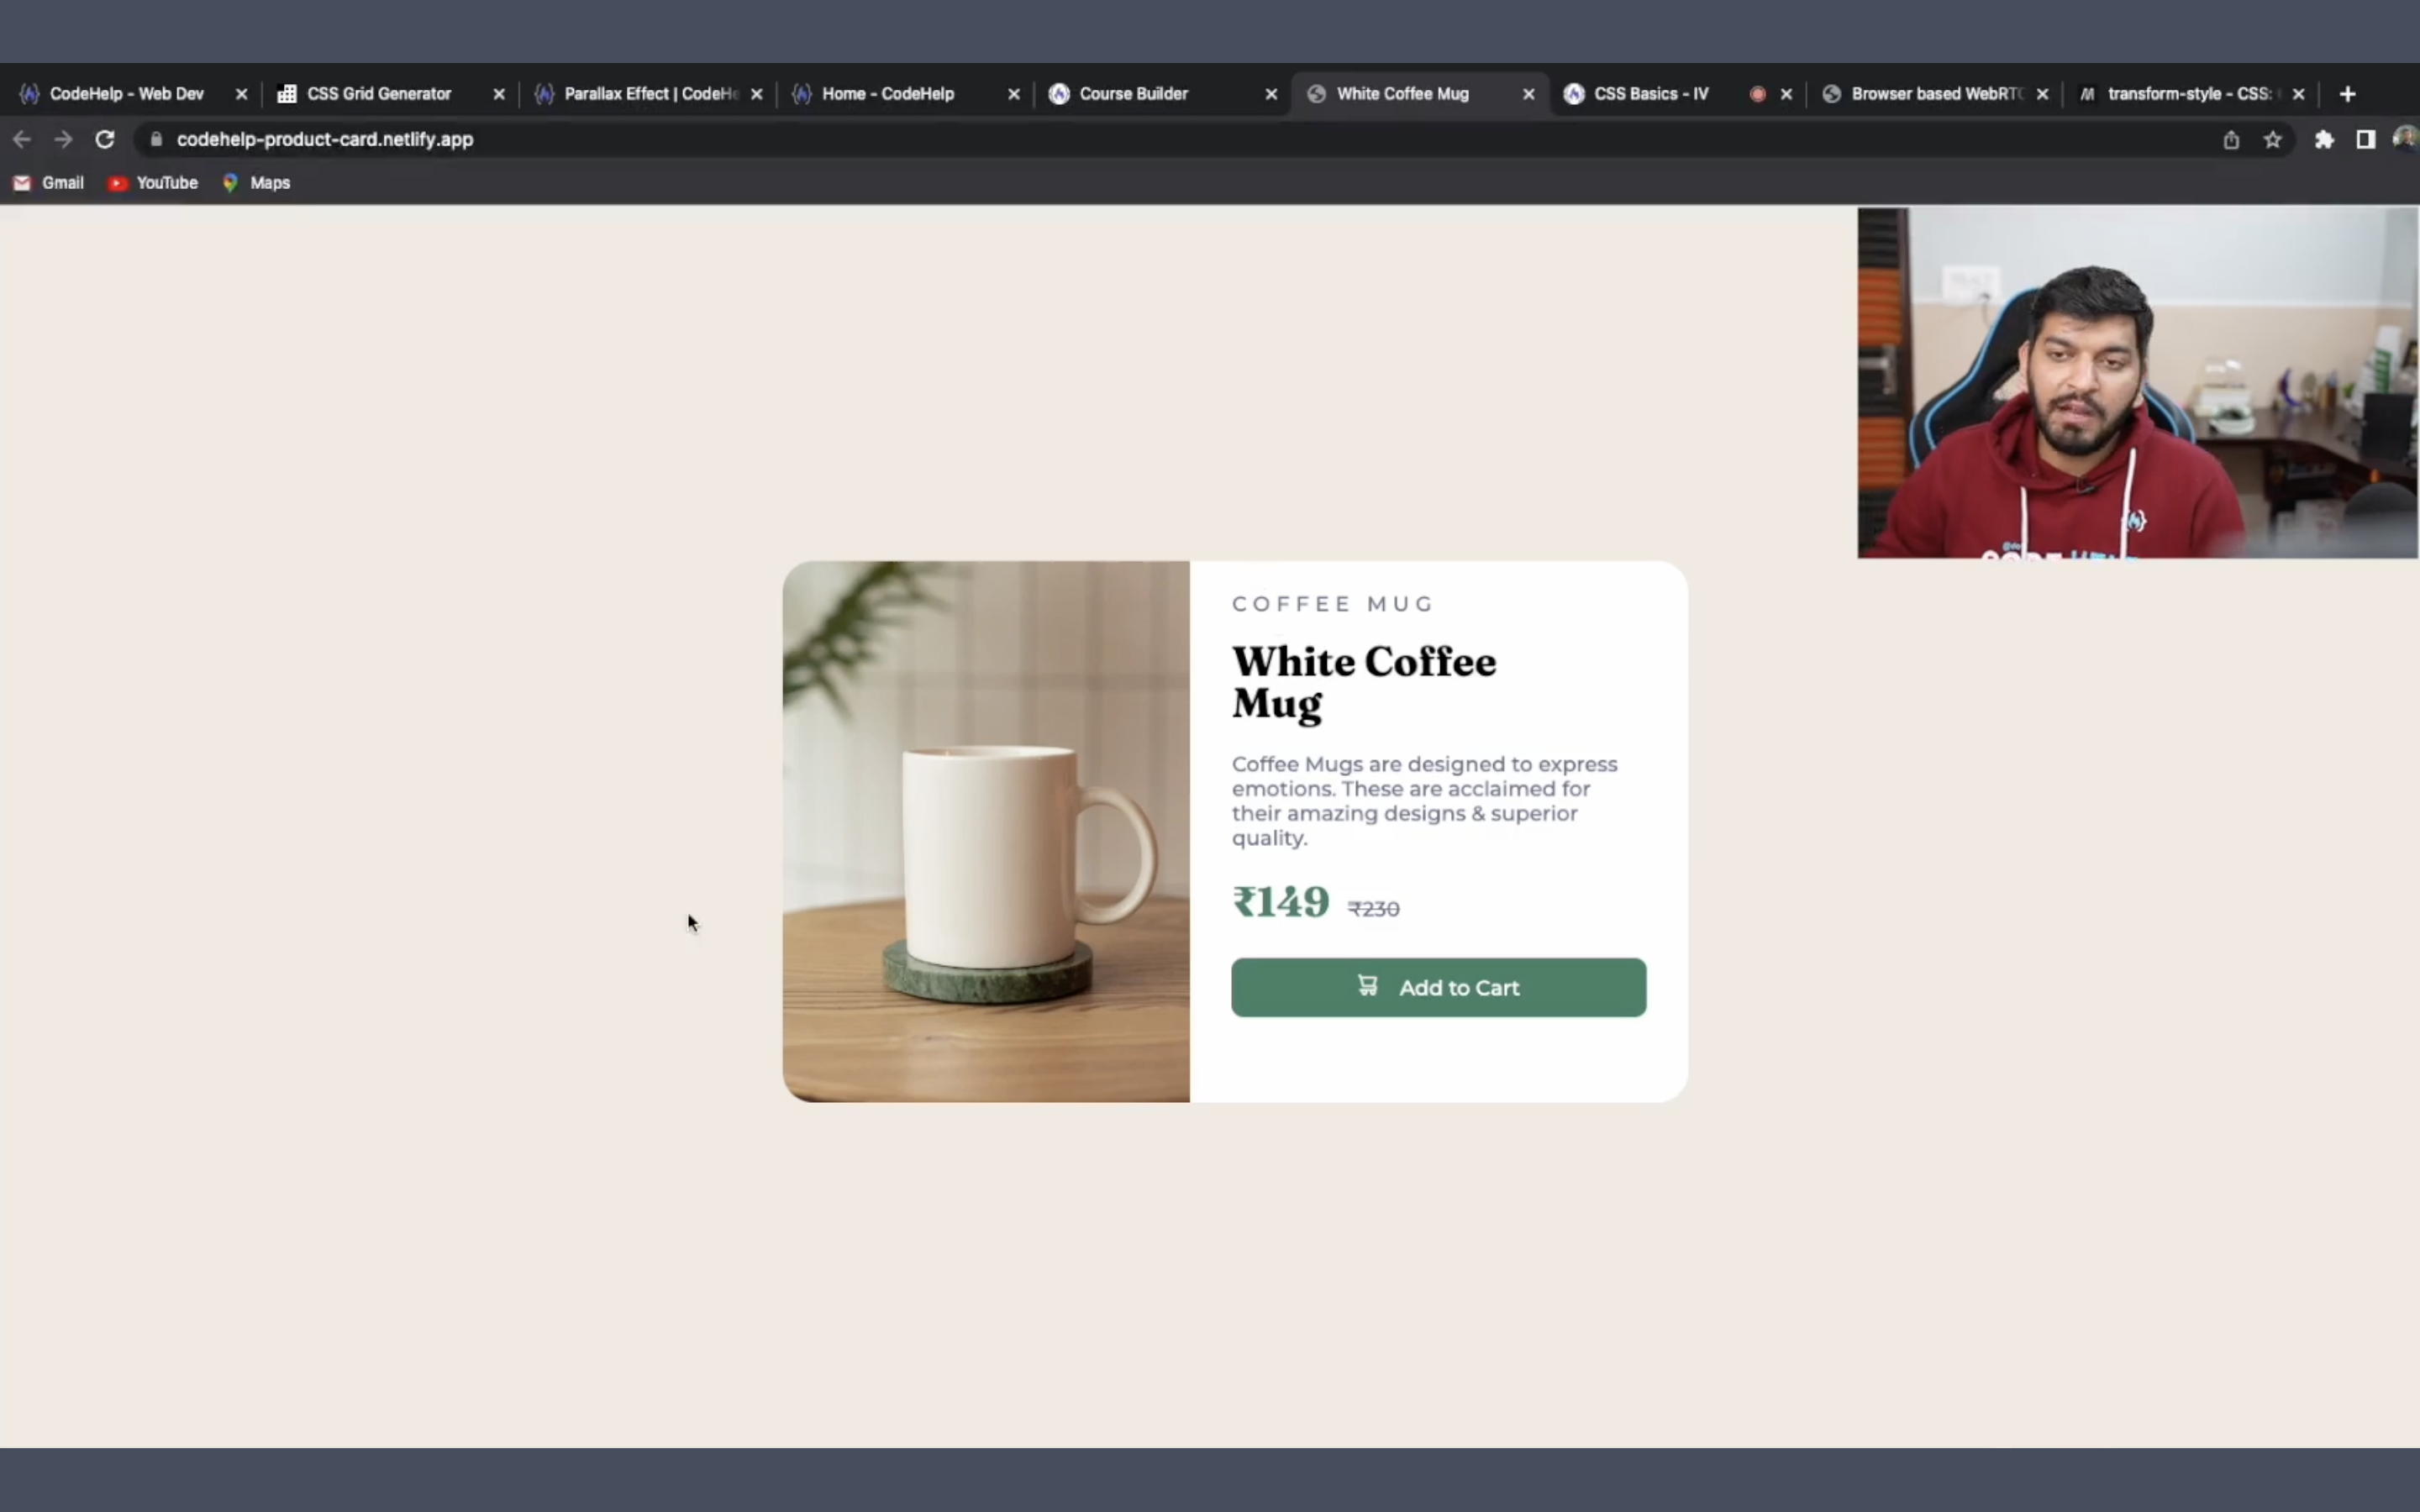 CodeHelp - Web Dev
CSS Grid Generator
Parallax Effect | CodeHe
Home - CodeHelp
Course Builder
White Coffee Mug
CSS Basics - IV
Browser based WebRTC
transform-style - CSS:
codehelp-product-card.netlify.app
Gmail
YouTube
Maps
COFFEE MUG
White Coffee
Mug
Coffee Mugs are designed to express
emotions. These are acclaimed for
their amazing designs & superior
quality.
₹149 ₹230
Add to Cart